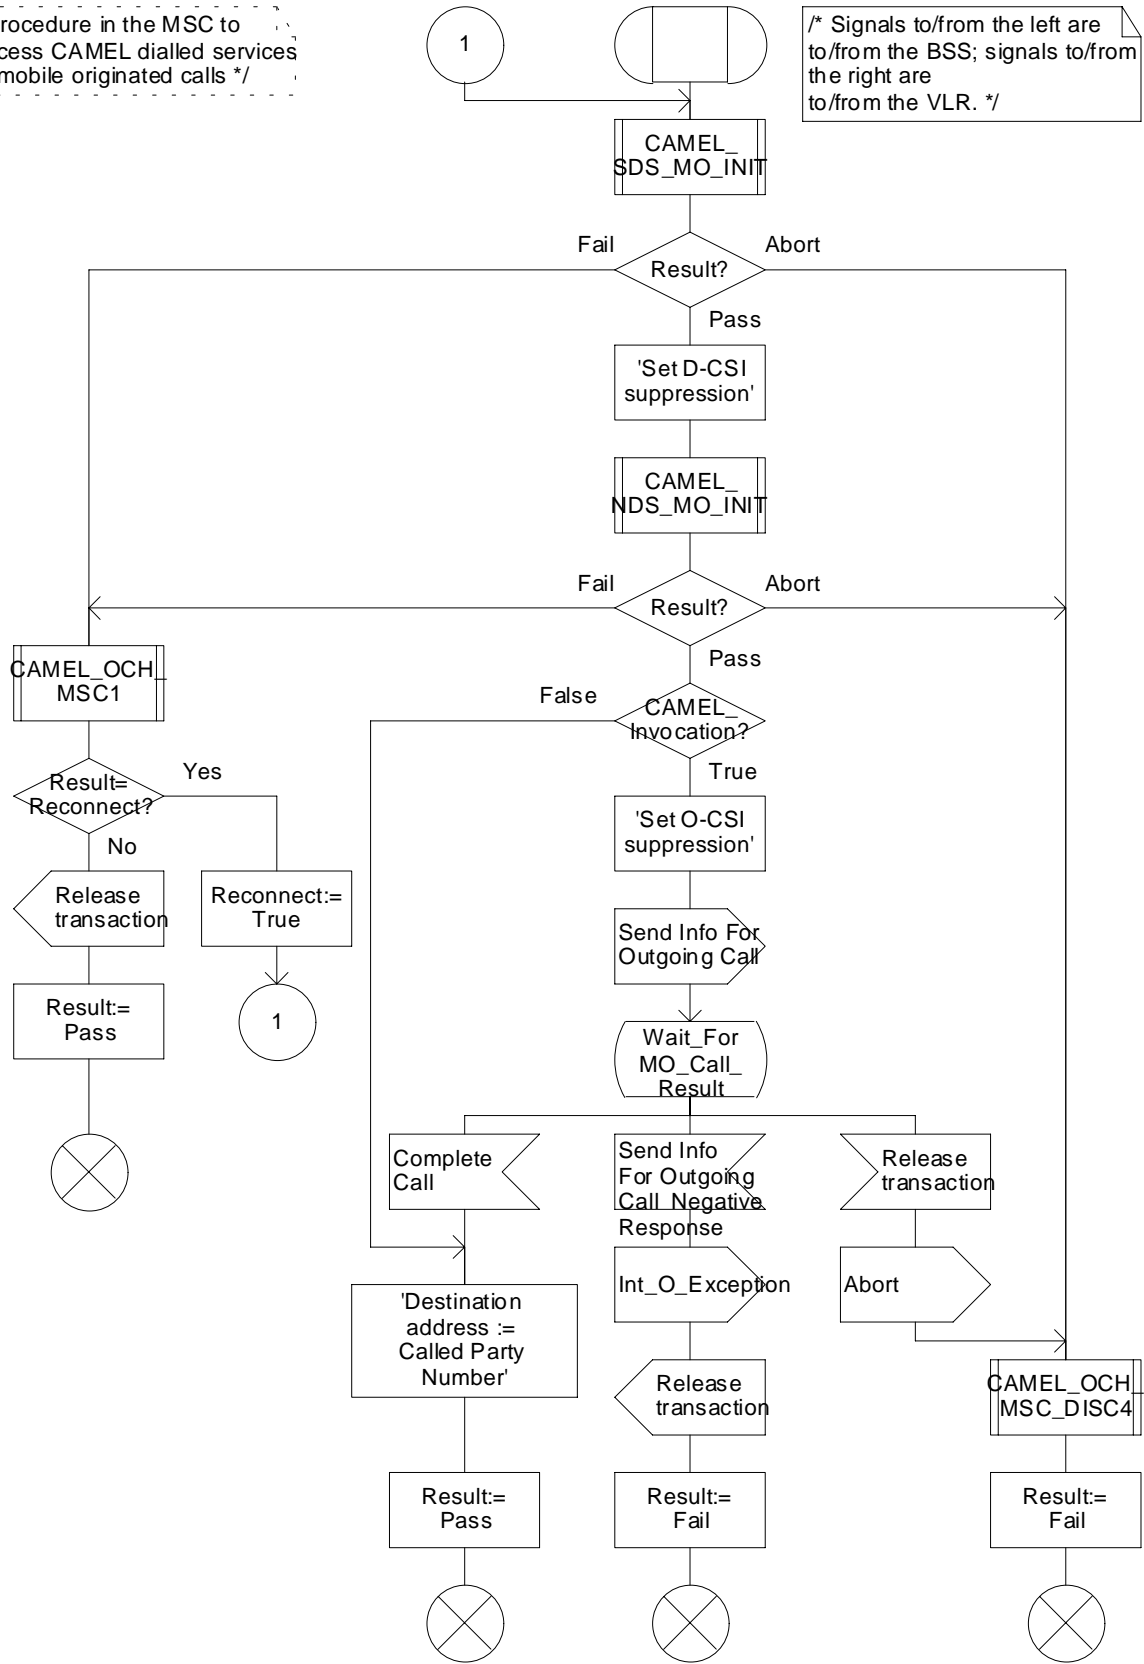 rocedure in the MSC to
cess CAMEL dialled services
mobile originated calls */
1
/* Signals to/from the left are
to/from the BSS; signals to/from
the right are
to/from the VLR. */
CAMEL_
SDS_MO_INIT
Fail
Abort
Result?
Pass
'Set D-CSI
suppression'
CAMEL_
NDS_MO_INIT
Fail
Abort
Result?
Pass
CAMEL_OCH_
MSC1
False
CAMEL_
Invocation?
True
Result=
Reconnect?
Yes
No
'Set O-CSI
suppression'
Release
transaction
Reconnect:=
True
Send Info For
Outgoing Call
Result:=
Pass
1
Wait_For
MO_Call_
Result
Complete
Call
Send Info
For Outgoing
Call Negative
Response
Release
transaction
Int_O_Exception
Abort
'Destination
address :=
Called Party
Number'
Release
transaction
CAMEL_OCH_
MSC_DISC4
Result:=
Pass
Result:=
Fail
Result:=
Fail